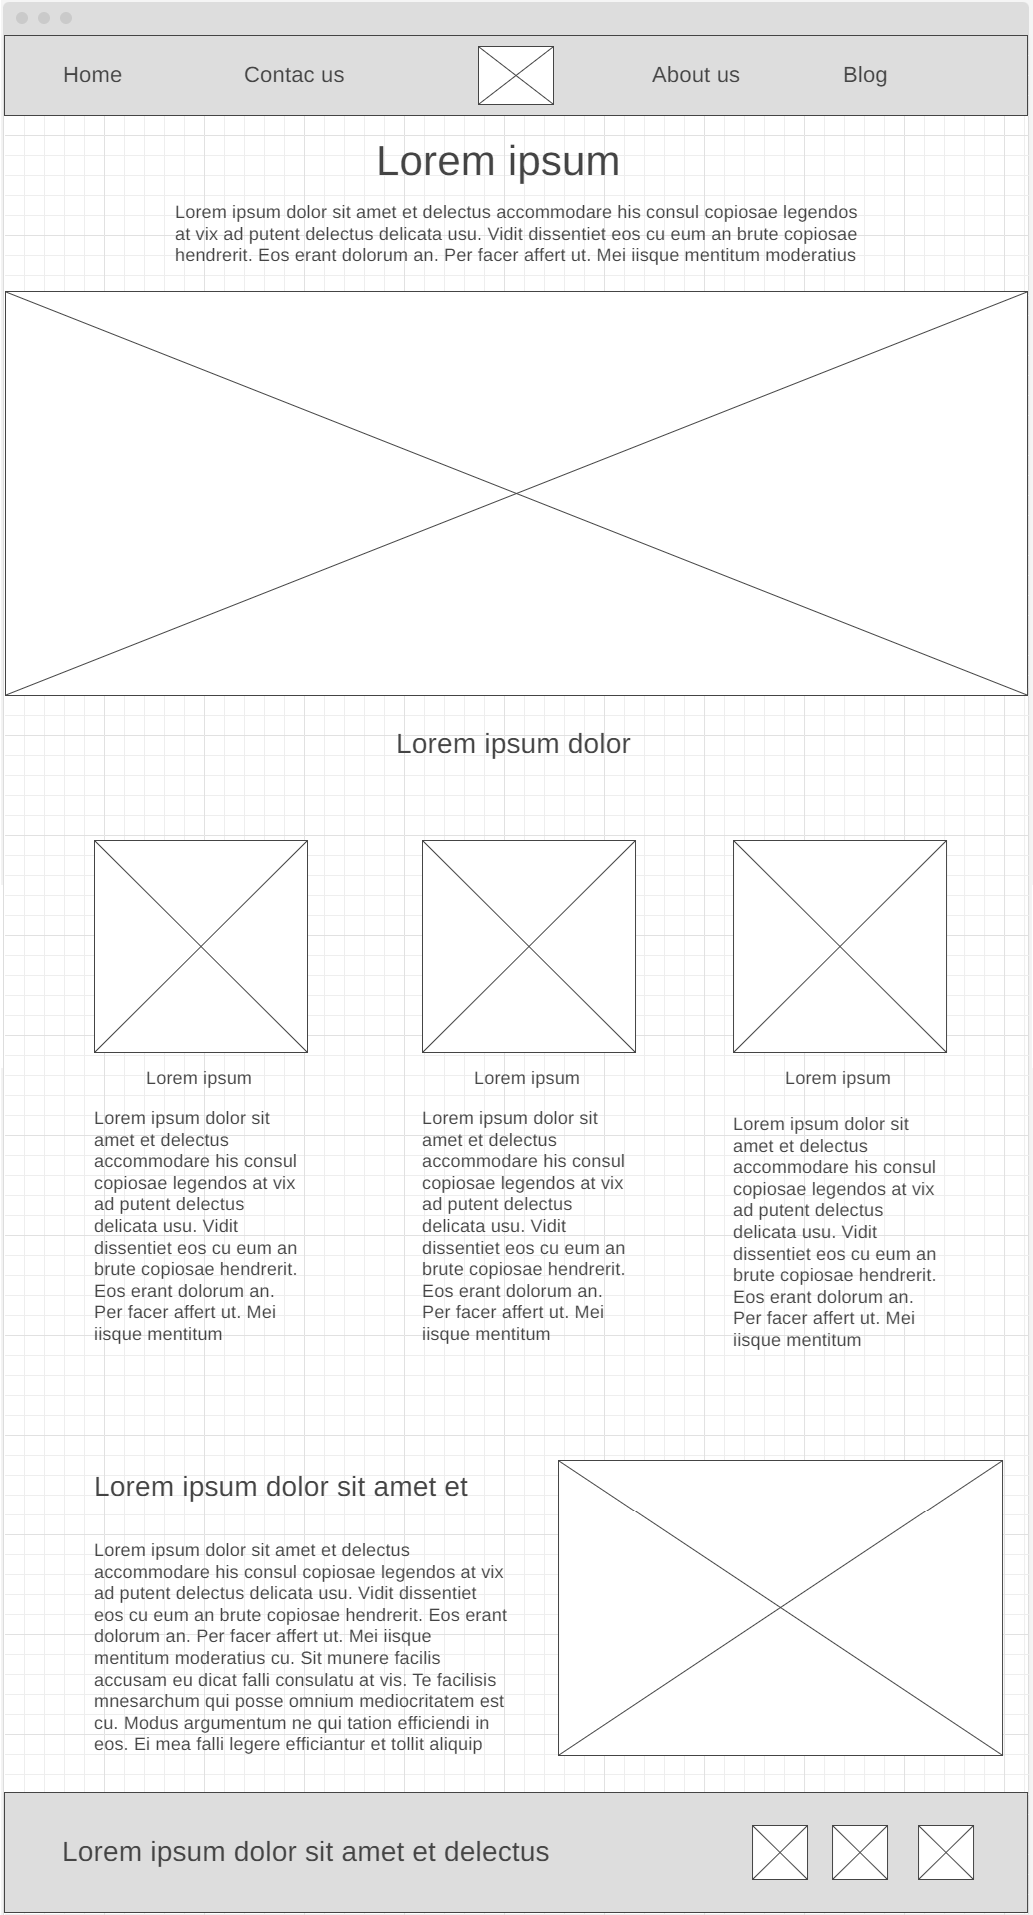 Home
Contac us
About us
Blog
Lorem ipsum
Lorem ipsum dolor sit amet et delectus accommodare his consul copiosae legendos
at vix ad putent delectus delicata usu. Vidit dissentiet eos cu eum an brute copiosae
hendrerit. Eos erant dolorum an. Per facer affert ut. Mei iisque mentitum moderatius
Lorem ipsum dolor
Lorem ipsum
Lorem ipsum dolor sit
amet et delectus
accommodare his consul
copiosae legendos at vix
ad putent delectus
delicata usu. Vidit
dissentiet eos cu eum an
brute copiosae hendrerit.
Eos erant dolorum an.
Per facer affert ut. Mei
iisque mentitum
Lorem ipsum
Lorem ipsum dolor sit
amet et delectus
accommodare his consul
copiosae legendos at vix
ad putent delectus
delicata usu. Vidit
dissentiet eos cu eum an
brute copiosae hendrerit.
Eos erant dolorum an.
Per facer affert ut. Mei
iisque mentitum
Lorem ipsum
Lorem ipsum dolor sit
amet et delectus
accommodare his consul
copiosae legendos at vix
ad putent delectus
delicata usu. Vidit
dissentiet eos cu eum an
brute copiosae hendrerit.
Eos erant dolorum an.
Per facer affert ut. Mei
iisque mentitum
Lorem ipsum dolor sit amet et
Lorem ipsum dolor sit amet et delectus
accommodare his consul copiosae legendos at vix
ad putent delectus delicata usu. Vidit dissentiet
eos cu eum an brute copiosae hendrerit. Eos erant
dolorum an. Per facer affert ut. Mei iisque
mentitum moderatius cu. Sit munere facilis
accusam eu dicat falli consulatu at vis. Te facilisis
mnesarchum qui posse omnium mediocritatem est
cu. Modus argumentum ne qui tation efficiendi in
eos. Ei mea falli legere efficiantur et tollit aliquip
Lorem ipsum dolor sit amet et delectus